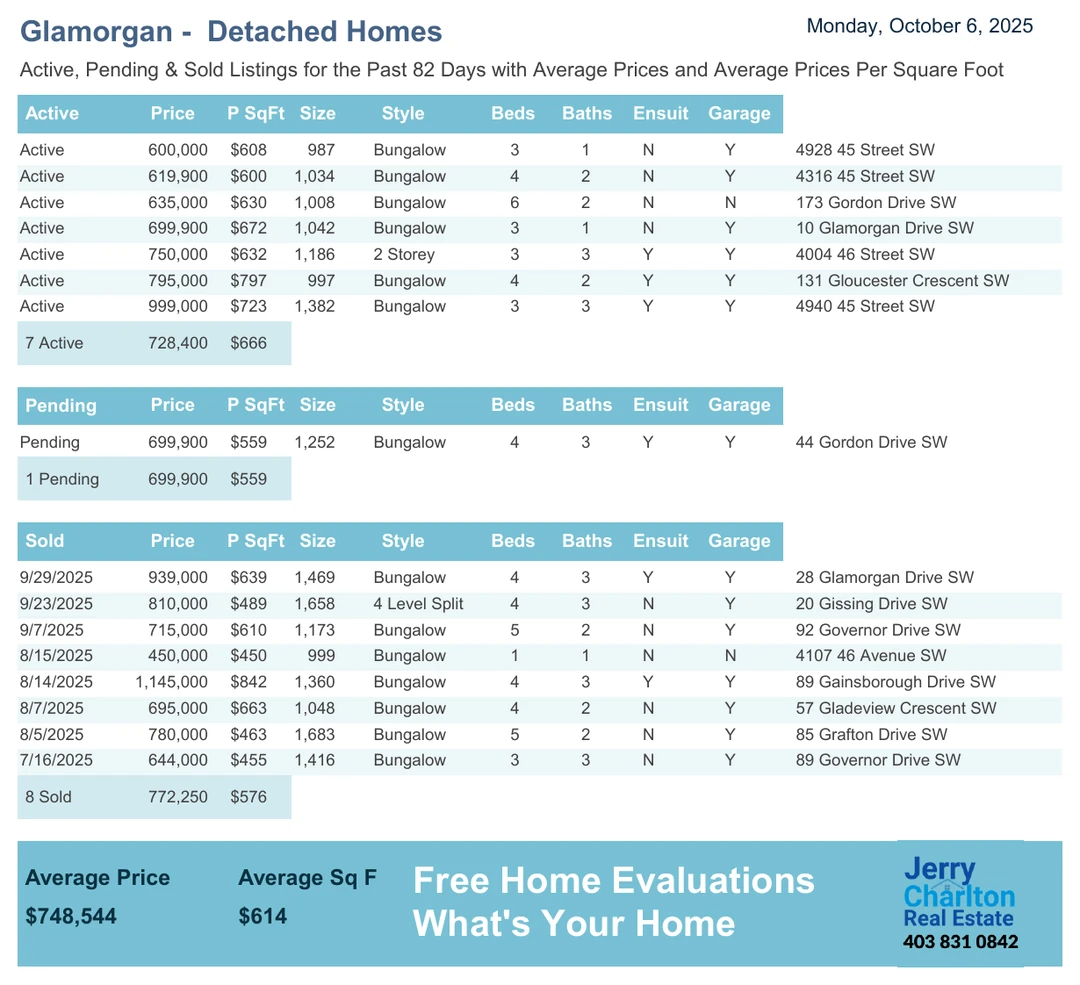 Glamorgan - Detached Homes
Monday, October 6, 2025
Active, Pending & Sold Listings for the Past 82 Days with Average Prices and Average Prices Per Square Foot
Active Price P SqFt Size Style Beds Baths Ensuit Garage
Active 600,000 $608 987 Bungalow 3 1 N Y 4928 45 Street SW
Active 619,900 $600 1,034 Bungalow 4 2 N Y 4316 45 Street SW
Active 635,000 $630 1,008 Bungalow 6 2 N N 173 Gordon Drive SW
Active 699,900 $672 1,042 Bungalow 3 1 N Y 10 Glamorgan Drive SW
Active 750,000 $632 1,186 2 Storey 3 3 Y Y 4004 46 Street SW
Active 795,000 $797 997 Bungalow 4 2 Y Y 131 Gloucester Crescent SW
Active 999,000 $723 1,382 Bungalow 3 3 Y Y 4940 45 Street SW
7 Active 728,400 $666
Pending Price P SqFt Size Style Beds Baths Ensuit Garage
Pending 699,900 $559 1,252 Bungalow 4 3 Y Y 44 Gordon Drive SW
1 Pending 699,900 $559
Sold Price P SqFt Size Style Beds Baths Ensuit Garage
9/29/2025 939,000 $639 1,469 Bungalow 4 3 Y Y 28 Glamorgan Drive SW
9/23/2025 810,000 $489 1,658 4 Level Split 4 3 N Y 20 Gissing Drive SW
9/7/2025 715,000 $610 1,173 Bungalow 5 2 N Y 92 Governor Drive SW
8/15/2025 450,000 $450 999 Bungalow 1 1 N N 4107 46 Avenue SW
8/14/2025 1,145,000 $842 1,360 Bungalow 4 3 Y Y 89 Gainsborough Drive SW
8/7/2025 695,000 $663 1,048 Bungalow 4 2 N Y 57 Gladeview Crescent SW
8/5/2025 780,000 $463 1,683 Bungalow 5 2 N Y 85 Grafton Drive SW
7/16/2025 644,000 $455 1,416 Bungalow 3 3 N Y 89 Governor Drive SW
8 Sold 772,250 $576
Average Price Average Sq F
$748,544 $614
Free Home Evaluations
What's Your Home
Jerry
Charlton
Real Estate
403 831 0842